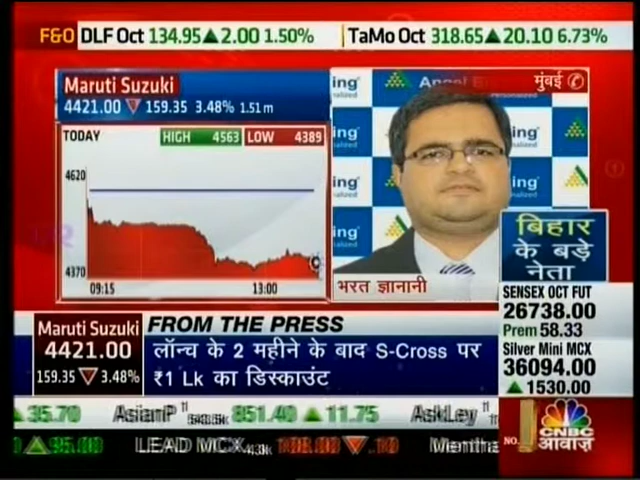 F&O DLF Oct 134.95 ▲ 2.00 1.50% TaMo Oct 318.65 ▲ 20.10 6.73%
Maruti Suzuki
4421.00 ▼ 159.35 3.48% 1.51 m
TODAY HIGH 4563 LOW 4389
4620
4370
09:15 13:00
मुंबई
भरत ज्ञानानी
बिहार
के बड़े
नेता
SENSEX OCT FUT
26738.00
Prem 58.33
Silver Mini MCX
36094.00
▲ 1530.00
Maruti Suzuki
4421.00
159.35 ▼ 3.48%
FROM THE PRESS
लॉन्च के 2 महीने के बाद S-Cross पर
₹1 Lk का डिस्काउंट
▲ 35.70 AsianP 851.40 ▲ 11.75 AskLey
LEAD MCX
NO. 1
CNBC
आवाज़